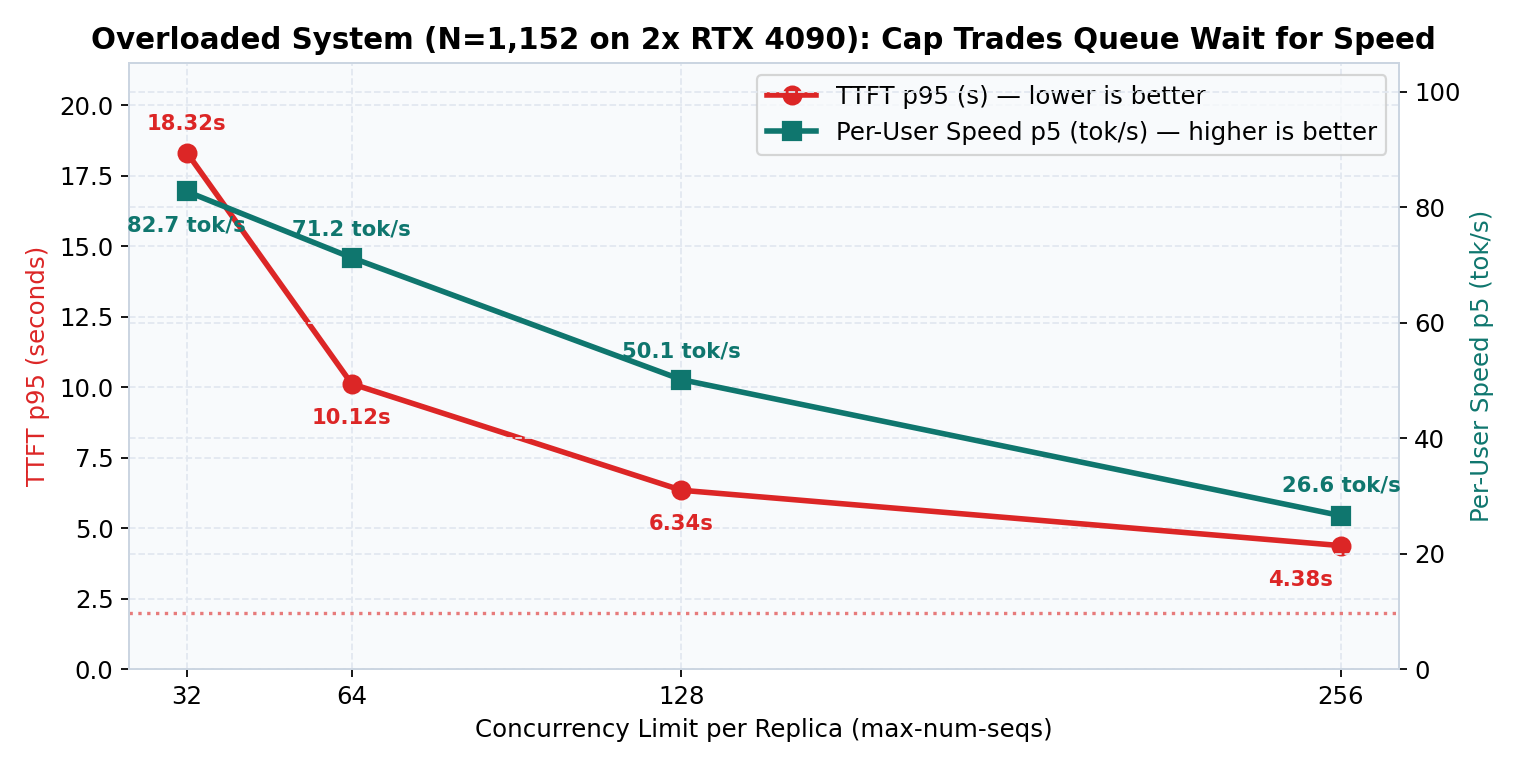 Overloaded System (N=1,152 on 2x RTX 4090): Cap Trades Queue Wait for Speed
TTFT p95 (s) — lower is better
Per-User Speed p5 (tok/s) — higher is better
TTFT p95 (seconds)
20.0
17.5
15.0
12.5
10.0
7.5
5.0
2.5
0.0
18.32s
82.7 tok/s
71.2 tok/s
10.12s
50.1 tok/s
6.34s
26.6 tok/s
4.38s
100
80
60
40
20
0
Per-User Speed p5 (tok/s)
32
64
128
256
Concurrency Limit per Replica (max-num-seqs)